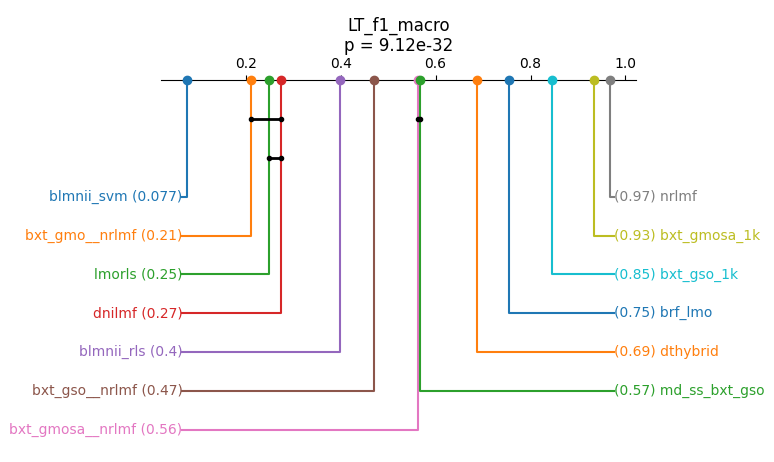 LT_f1_macro
p = 9.12e-32
0.2 0.4 0.6 0.8 1.0
blmnii_svm (0.077) (0.97) nrlmf
bxt_gmo__nrlmf (0.21) (0.93) bxt_gmosa_1k
lmorls (0.25) (0.85) bxt_gso_1k
dnilmf (0.27) (0.75) brf_lmo
blmnii_rls (0.4) (0.69) dthybrid
bxt_gso__nrlmf (0.47) (0.57) md_ss_bxt_gso
bxt_gmosa__nrlmf (0.56)